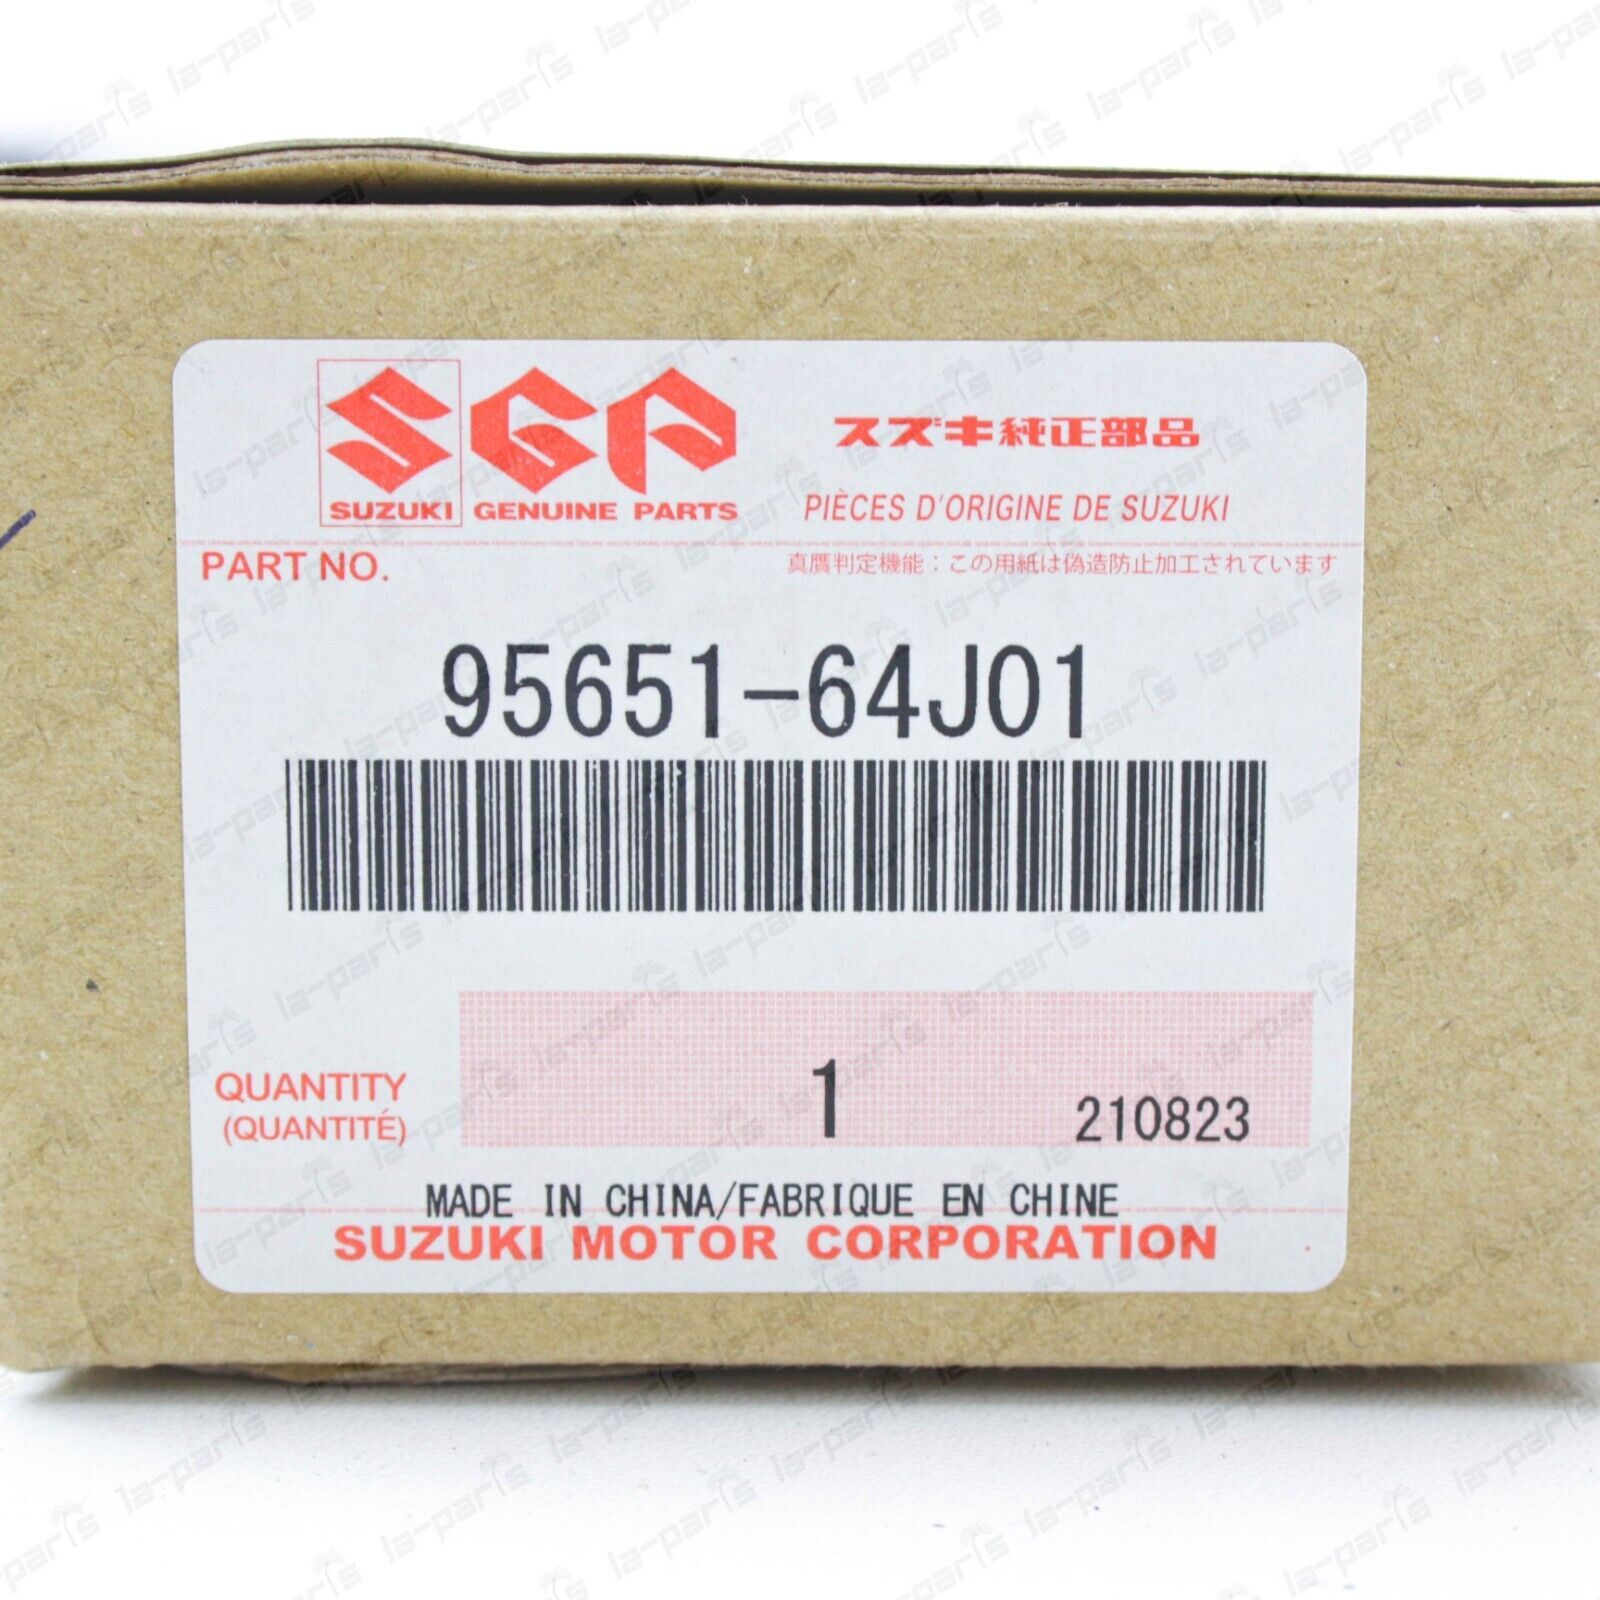 SGP
SUZUKI GENUINE PARTS
スズキ純正部品
PIÈCES D'ORIGINE DE SUZUKI
PART NO.
真贋判定機能：この用紙は偽造防止加工されています
95651-64J01
QUANTITY
(QUANTITÉ)
1
210823
MADE IN CHINA/FABRIQUE EN CHINE
SUZUKI MOTOR CORPORATION
la-paris